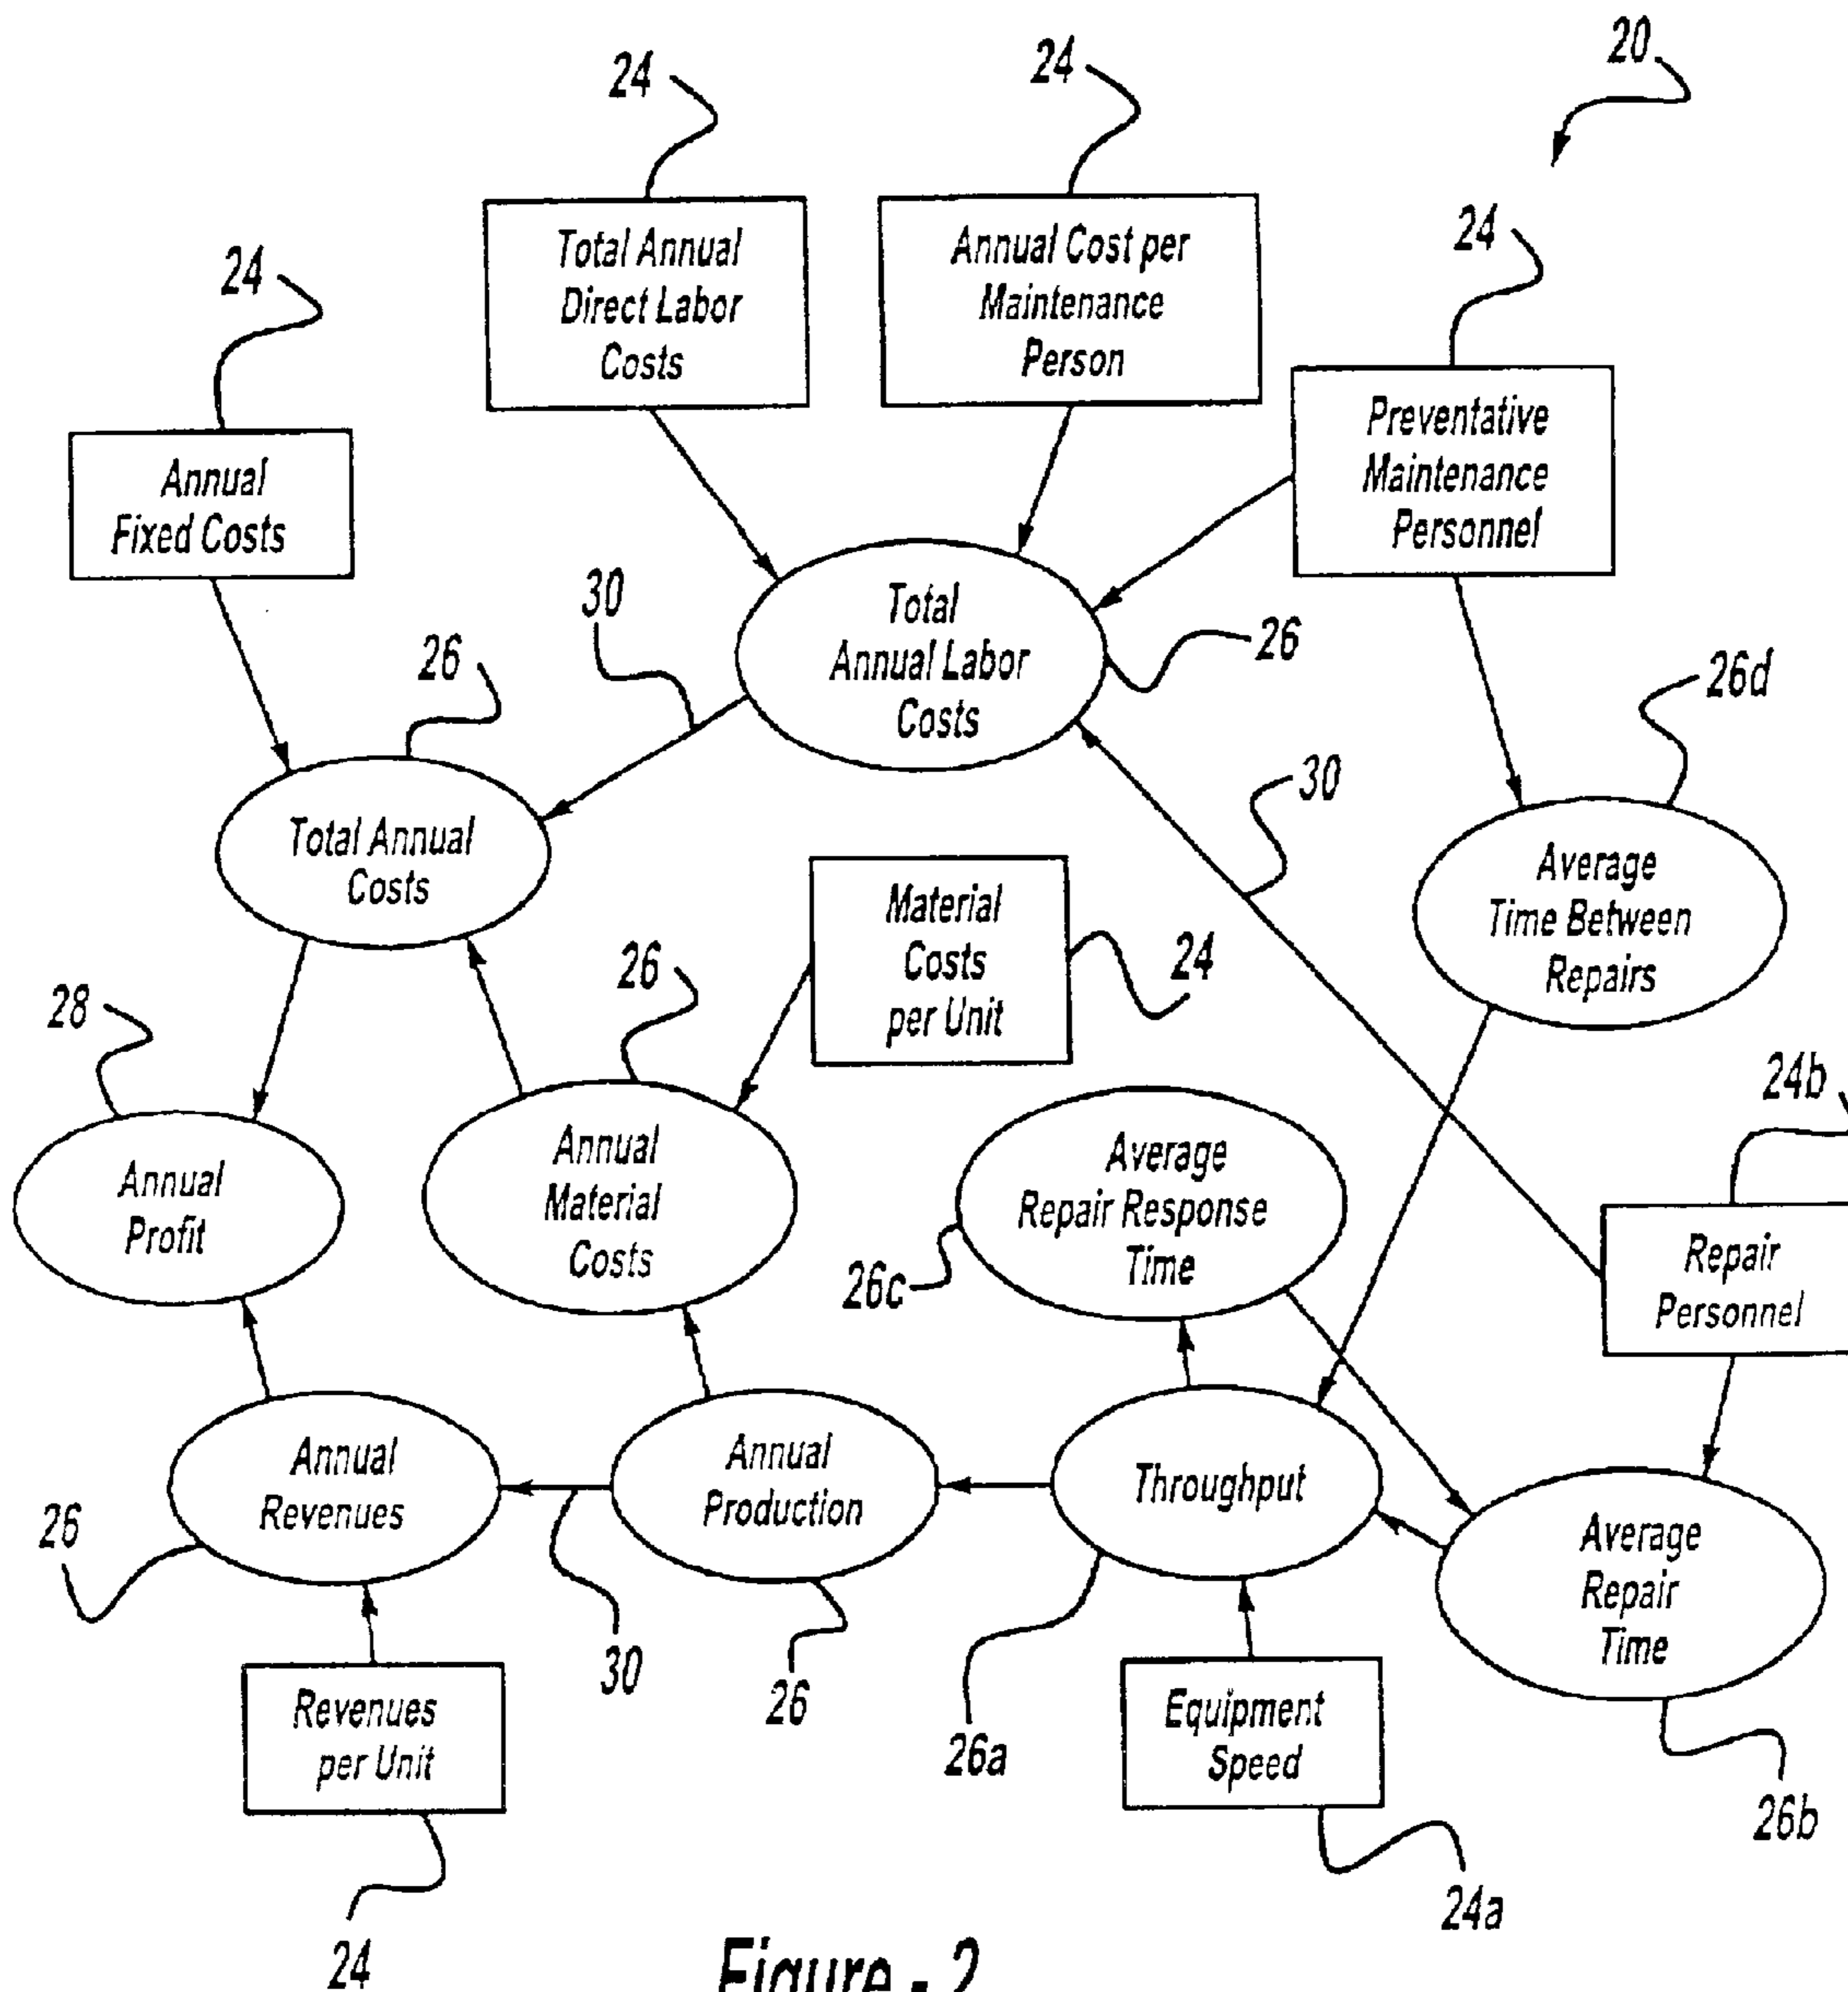 20
24
24
24
24
Total Annual
Direct Labor
Costs
Annual Cost per
Maintenance
Person
Preventative
Maintenance
Personnel
Annual
Fixed Costs
30
26
Total
Annual Labor
Costs
26
26d
Total Annual
Costs
30
Average
Time Between
Repairs
Material
Costs
per Unit
24
26
28
24b
Annual
Profit
Annual
Material
Costs
Average
Repair Response
Time
26c
Repair
Personnel
Annual
Revenues
Annual
Production
Throughput
Average
Repair
Time
26
30
26
26a
Revenues
per Unit
Equipment
Speed
26b
24
24a
Figure - 2